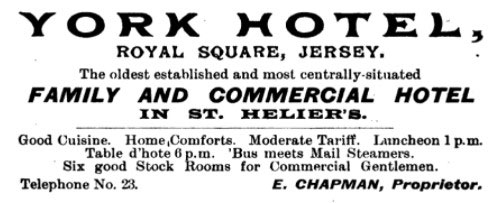 YORK HOTEL,
ROYAL SQUARE, JERSEY.
The oldest established and most centrally-situated
FAMILY AND COMMERCIAL HOTEL
IN ST. HELIER'S.
Good Cuisine. Home Comforts. Moderate Tariff. Luncheon 1 p.m.
Table d'hote 6 p.m. 'Bus meets Mail Steamers.
Six good Stock Rooms for Commercial Gentlemen.
Telephone No. 23. E. CHAPMAN, Proprietor.